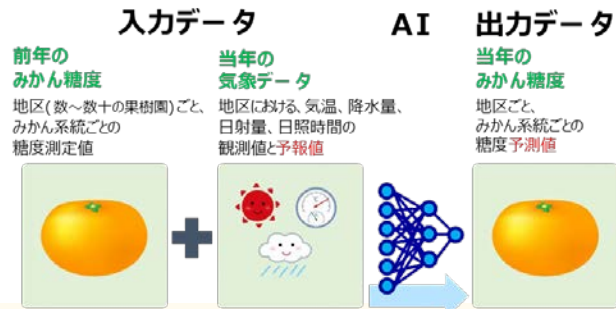 入力データ
AI
出力データ
前年の
みかん糖度
地区(数～数十の果樹園)ごと、
みかん系統ごとの
糖度測定値
当年の
気象データ
地区における、気温、降水量、
日射量、日照時間の
観測値と予報値
当年の
みかん糖度
地区ごと、
みかん系統ごとの
糖度予測値